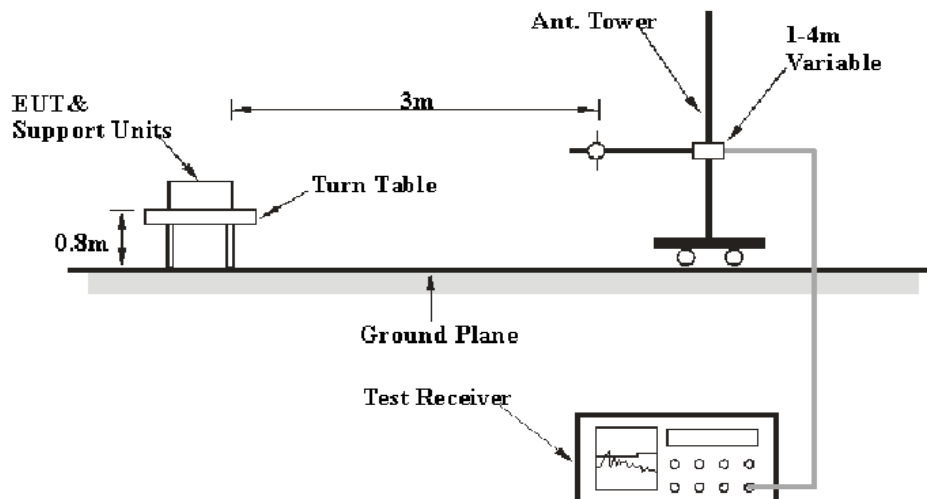 Ant. Tower
1-4m
Variable
3m
EUT&
Support Units
Turn Table
0.8m
Ground Plane
Test Receiver